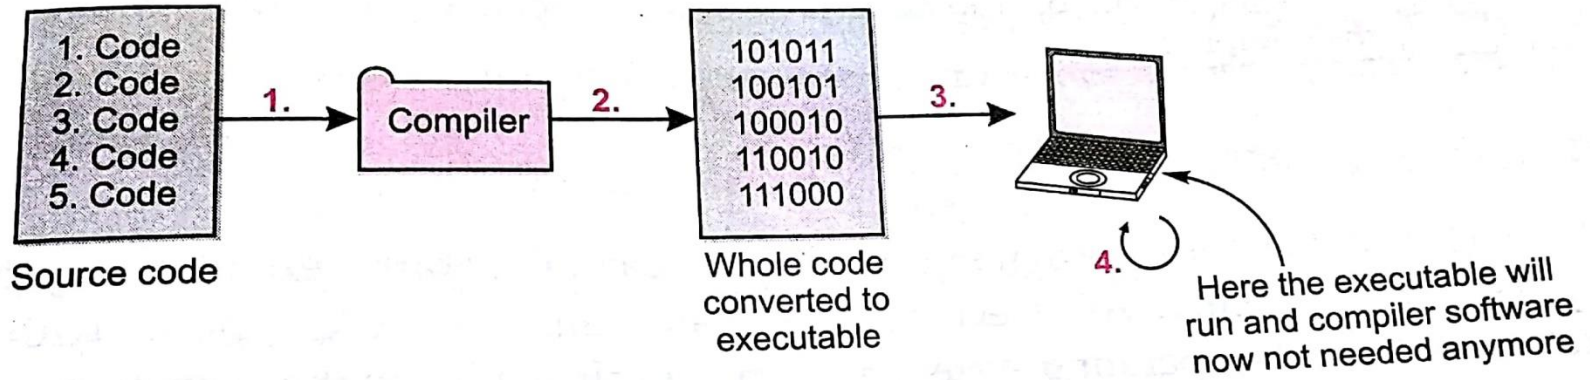 1. Code
2. Code
3. Code
4. Code
5. Code
Source code
1.
Compiler
2.
101011
100101
100010
110010
111000
Whole code
converted to
executable
3.
4.
Here the executable will
run and compiler software
now not needed anymore